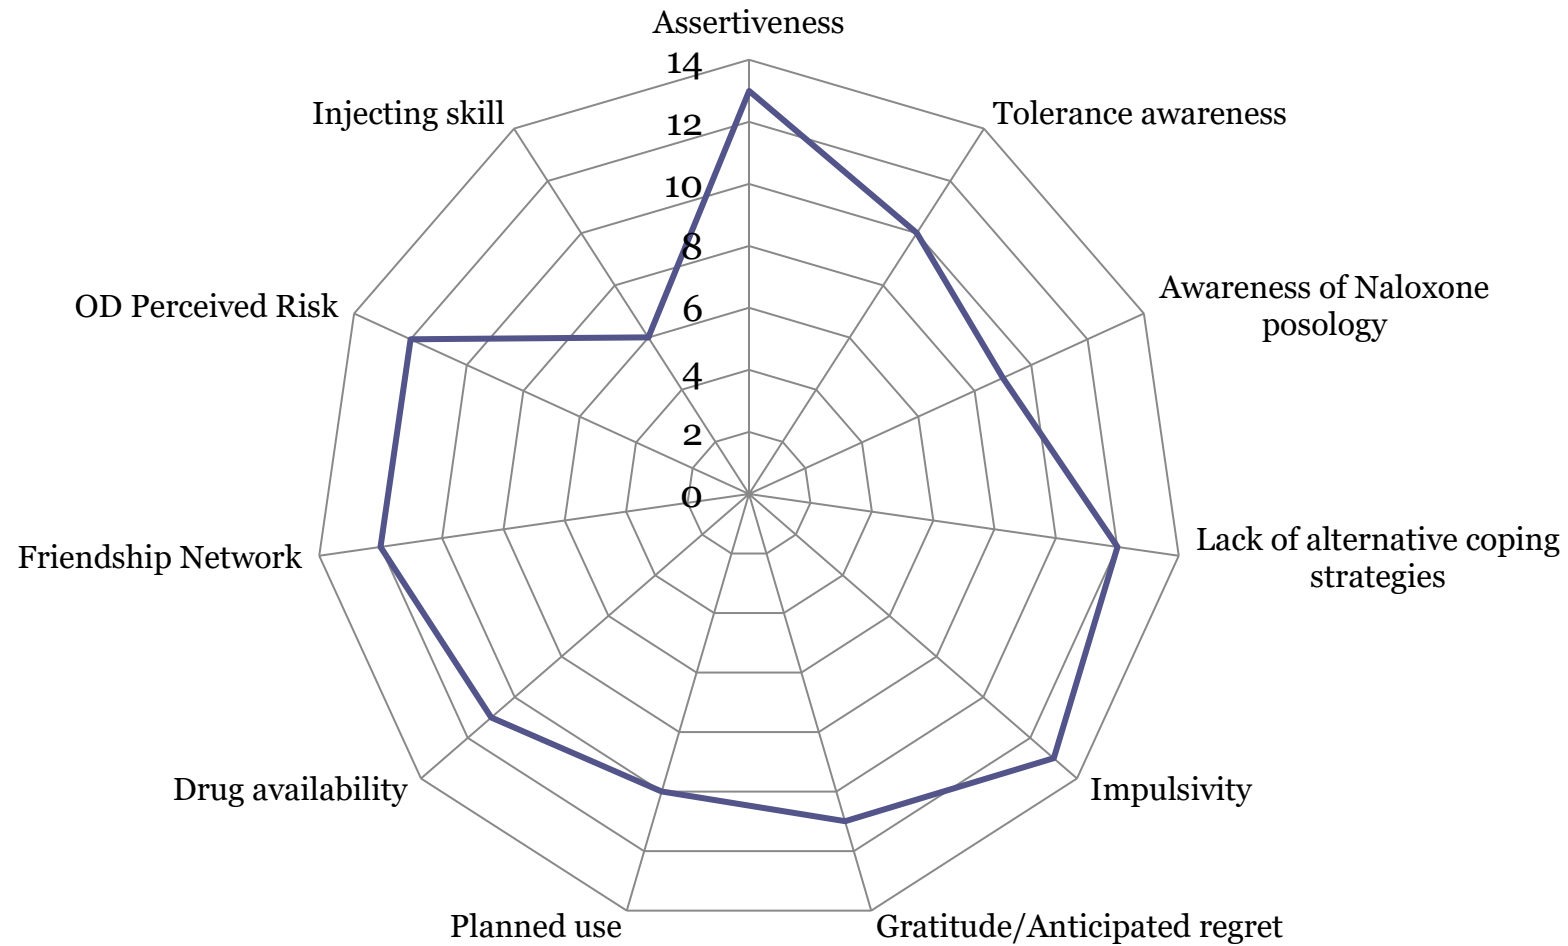 Assertiveness
14
Injecting skill
Tolerance awareness
12
10
8
OD Perceived Risk
6
Awareness of Naloxone
posology
4
2
0
Friendship Network
Lack of alternative coping
strategies
Drug availability
Impulsivity
Planned use
Gratitude/Anticipated regret